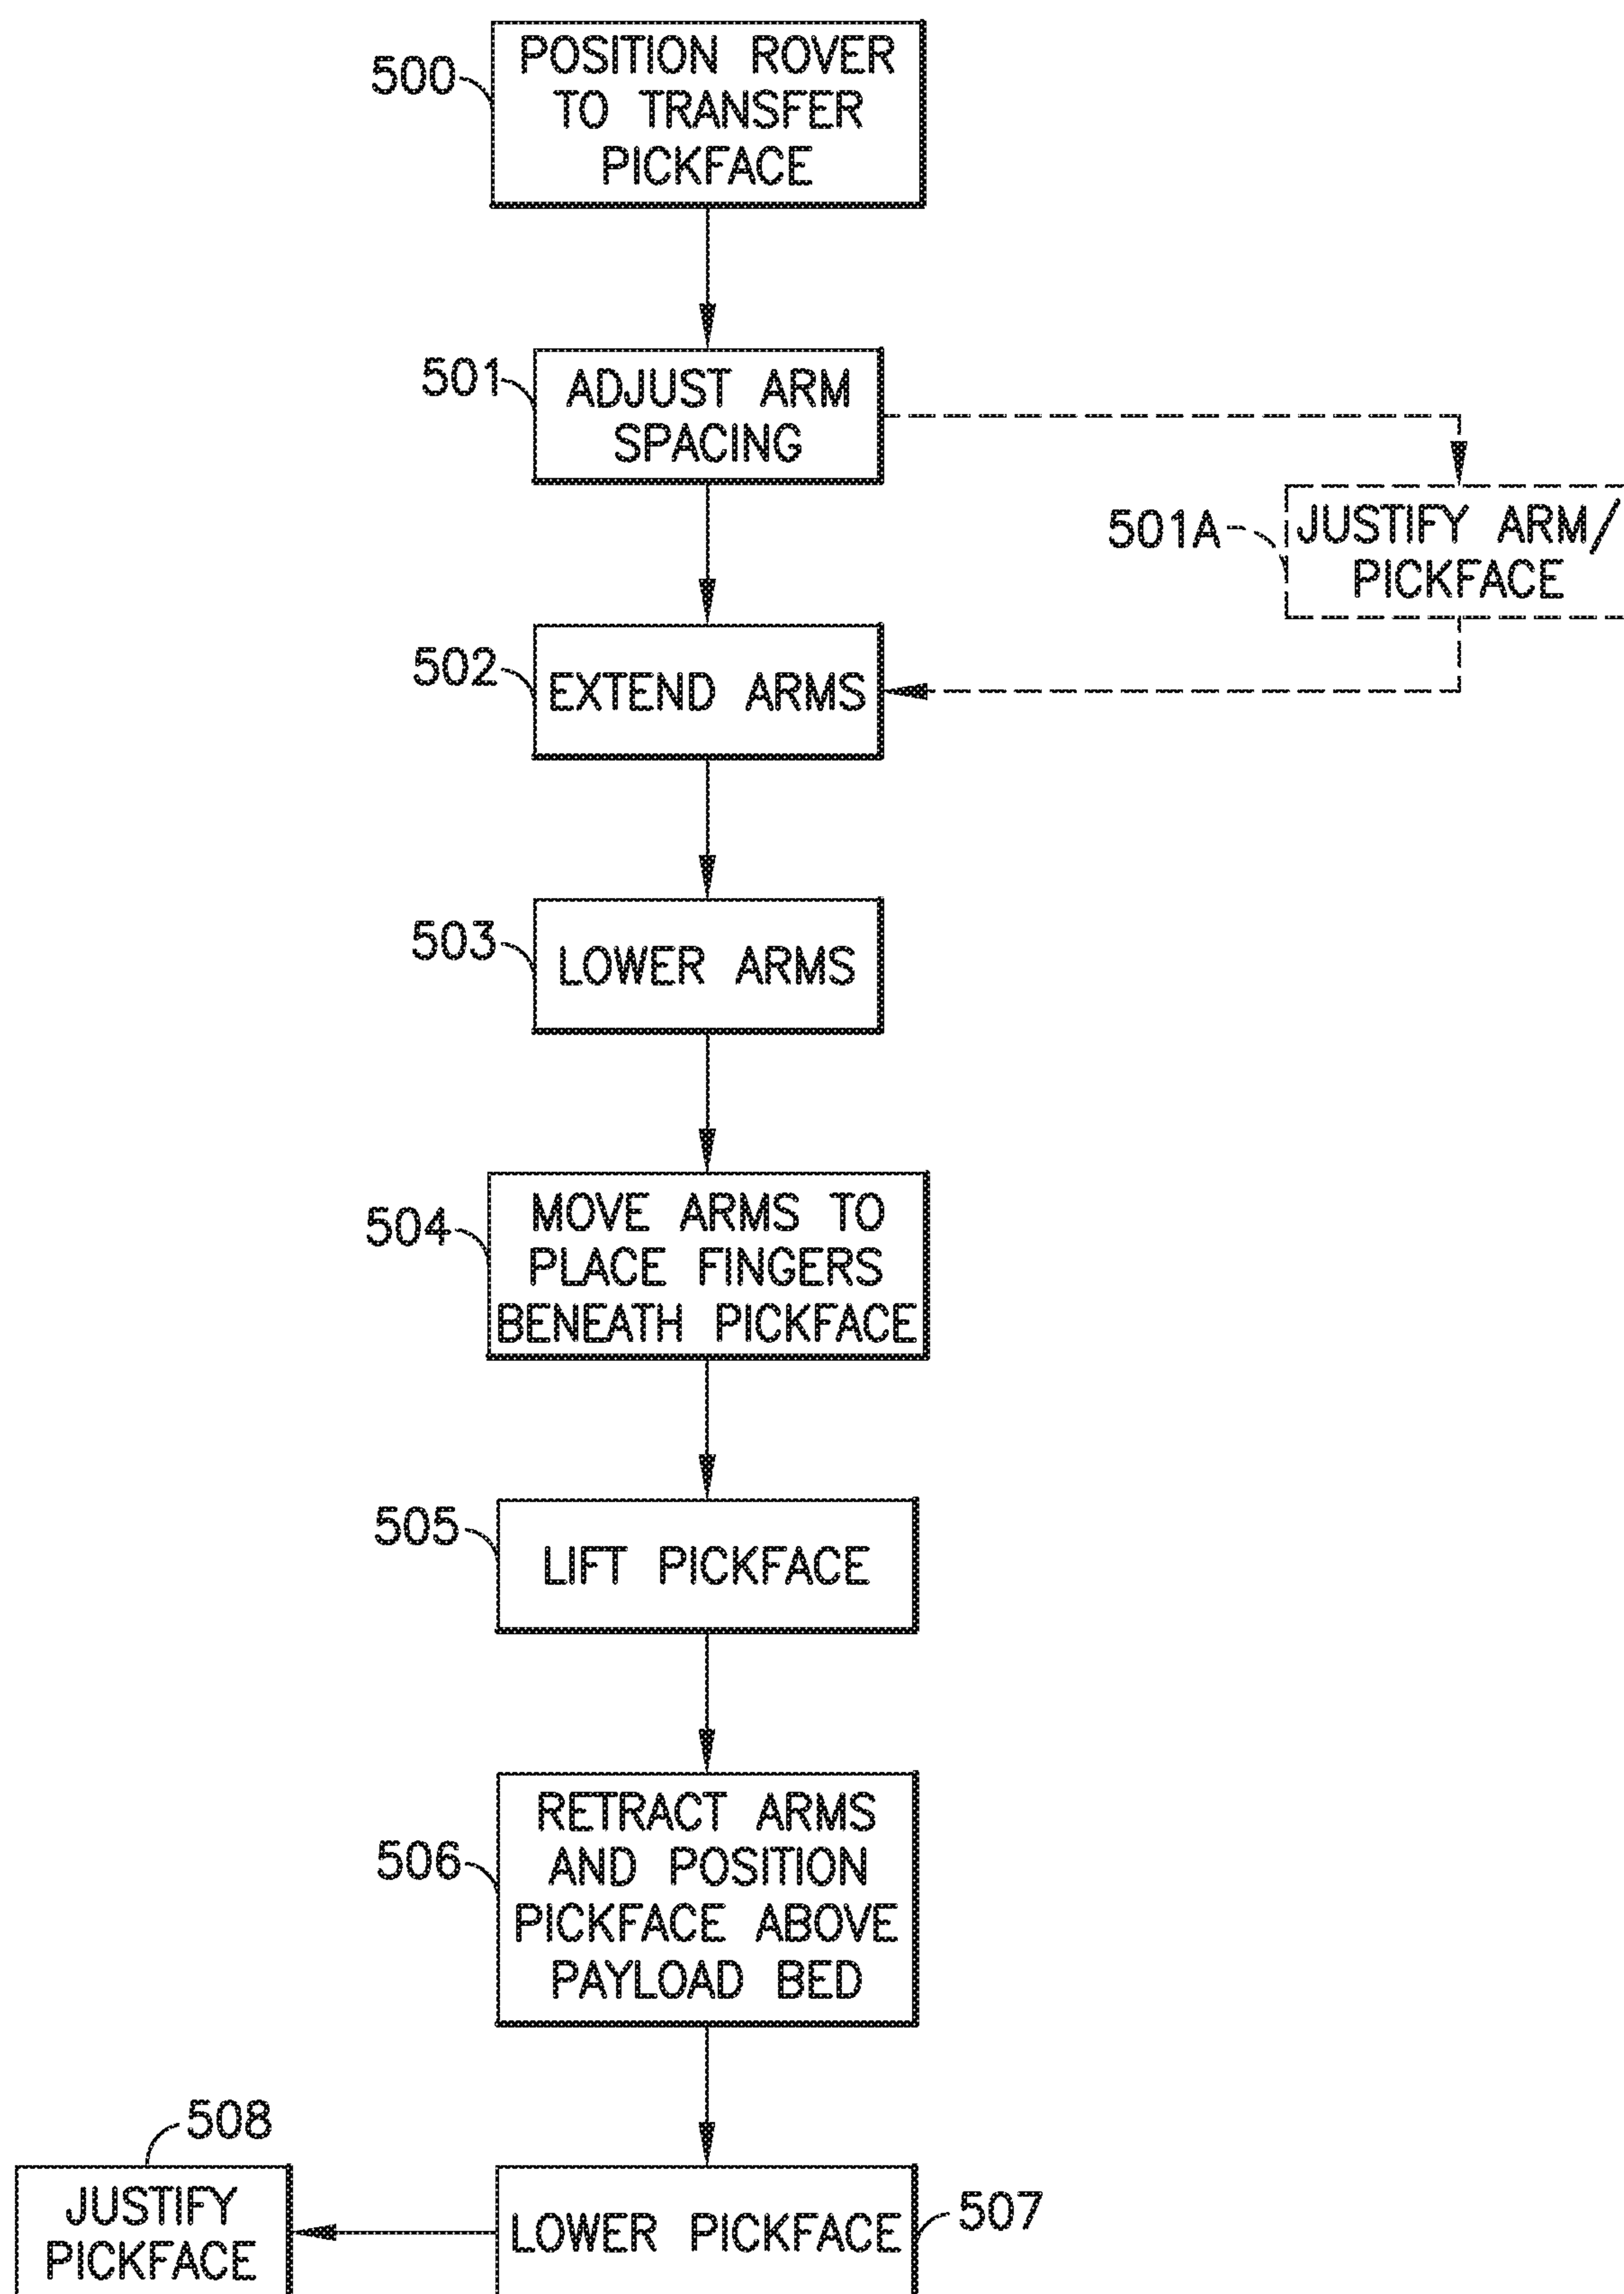 500
POSITION ROVER
TO TRANSFER
PICKFACE
501
ADJUST ARM
SPACING
501A
JUSTIFY ARM/
PICKFACE
502
EXTEND ARMS
503
LOWER ARMS
504
MOVE ARMS TO
PLACE FINGERS
BENEATH PICKFACE
505
LIFT PICKFACE
506
RETRACT ARMS
AND POSITION
PICKFACE ABOVE
PAYLOAD BED
508
JUSTIFY
PICKFACE
LOWER PICKFACE
507